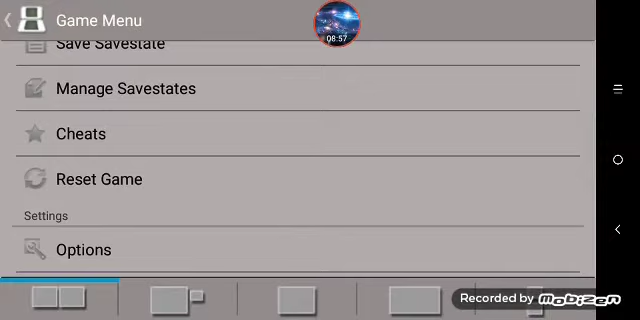 Game Menu
08:57
Save Savestate
Manage Savestates
Cheats
Reset Game
Settings
Options
Recorded by mobizen